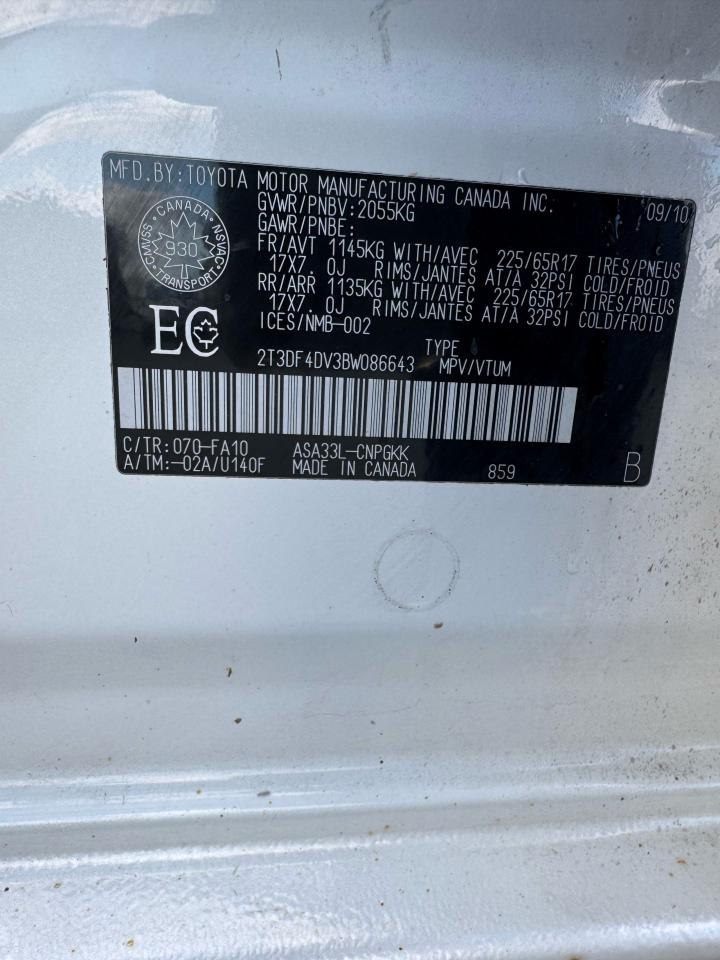 MFD.BY:TOYOTA MOTOR MANUFACTURING CANADA INC. 09/10
GVWR/PNBV:2055KG
GAWR/PNBE:
FR/AVT 1145KG WITH/AVEC 225/65R17 TIRES/PNEUS
17X7.0J RIMS/JANTES AT/A 32PSI COLD/FROID
RR/ARR 1135KG WITH/AVEC 225/65R17 TIRES/PNEUS
17X7.0J RIMS/JANTES AT/A 32PSI COLD/FROID
ICES/NMB-002
CANADA
CMVSS 930 NSVAC
TRANSPORT
EC
TYPE
2T3DF4DV3BW086643 MPV/VTUM
C/TR:070-FA10 ASA33L-CNPGKK
A/TM:-02A/U140F MADE IN CANADA 859 B